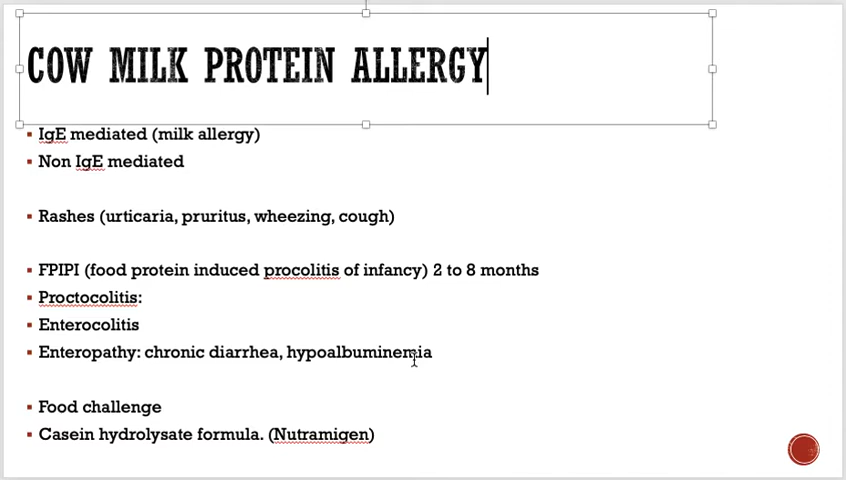 COW MILK PROTEIN ALLERGY
IgE mediated (milk allergy)
Non IgE mediated
Rashes (urticaria, pruritus, wheezing, cough)
FPIPI (food protein induced procolitis of infancy) 2 to 8 months
Proctocolitis:
Enterocolitis
Enteropathy: chronic diarrhea, hypoalbuminemia
Food challenge
Casein hydrolysate formula. (Nutramigen)